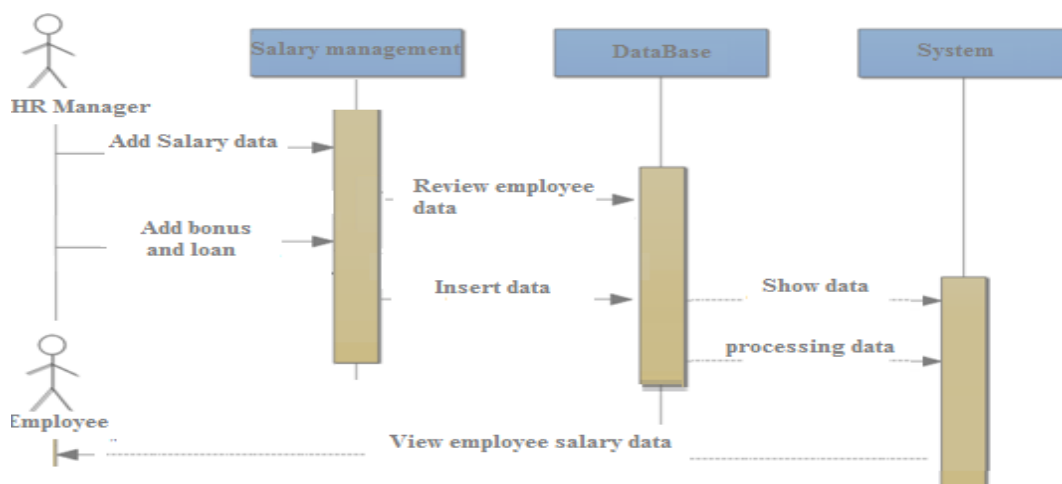 Salary management
DataBase
System
HR Manager
Add Salary data
Review employee
data
Add bonus
and loan
Insert data
Show data
processing data
Employee
View employee salary data